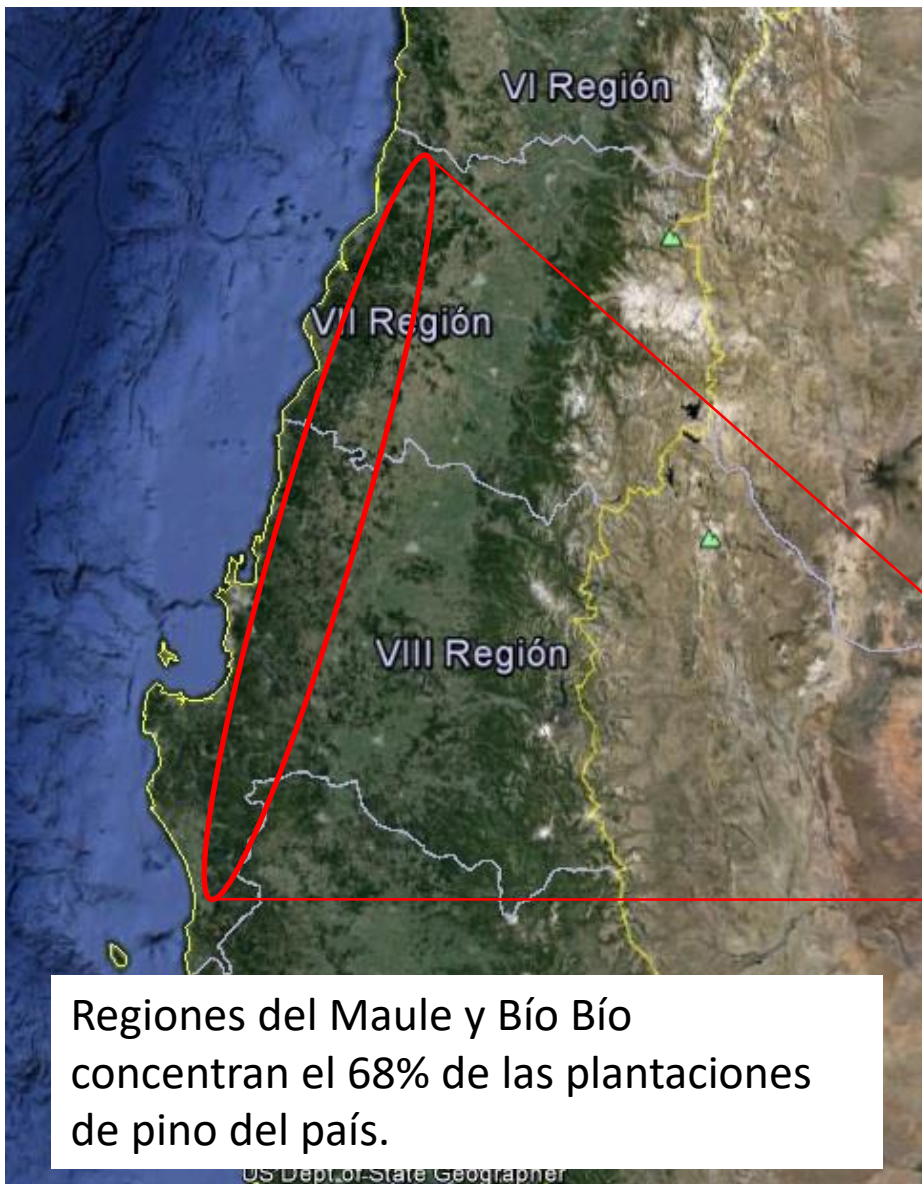 VI Región
VII Región
VIII Región
Regiones del Maule y Bío Bío
concentran el 68% de las plantaciones
de pino del país.
US Dept of State Geographer